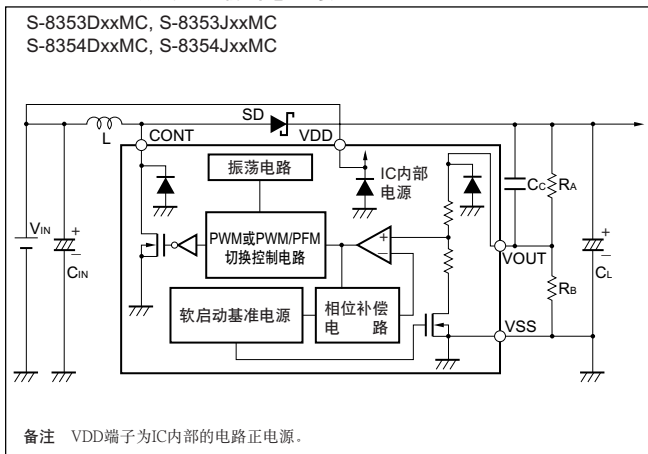 S-8353DxxMC, S-8353JxxMC
S-8354DxxMC, S-8354JxxMC
SD
L
CONT
VDD
振荡电路
IC内部
电源
CC
RA
VIN
+
−
CIN
PWM或PWM/PFM
切换控制电路
+
−
VOUT
+
−
CL
RB
软启动基准电源
相位补偿
电 路
VSS
备注 VDD端子为IC内部的电路正电源。